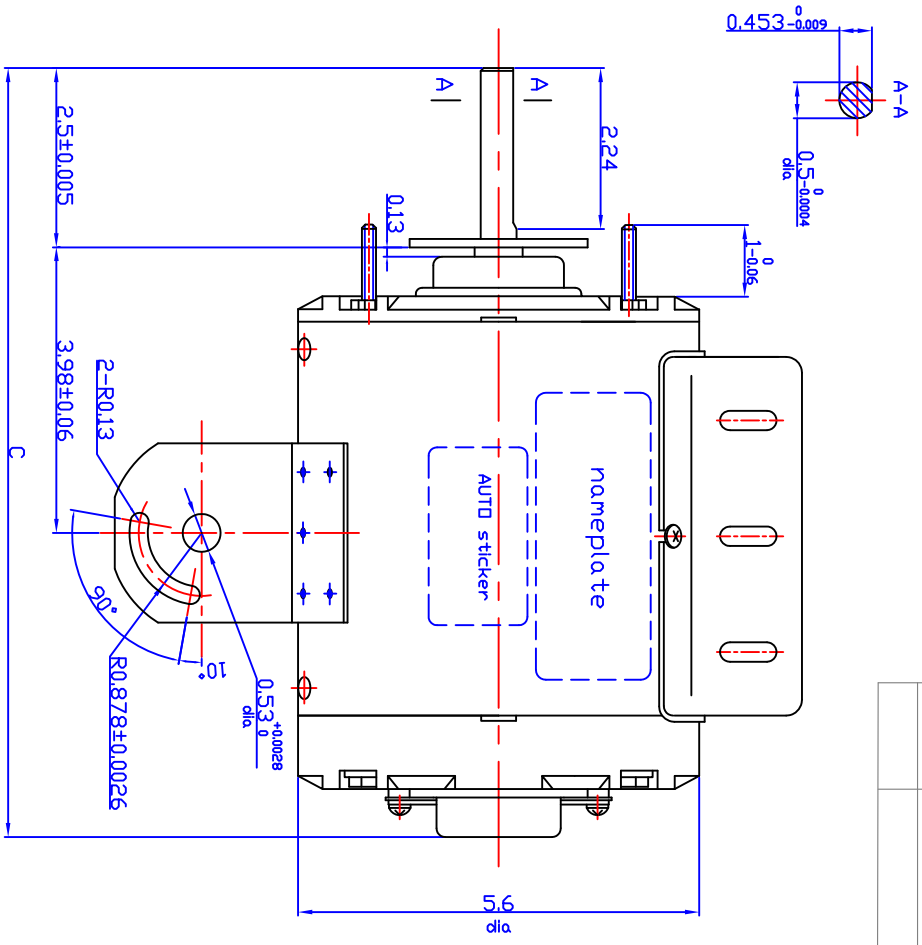 0.453 0 -0.009
A-A
0.5 0 -0.0004
dia
A
A
2.24
2.5±0.005
0.13
1 0 -0.06
3.98±0.06
2-R0.13
C
nameplate
AUTO sticker
90°
10°
R0.878±0.0026
0.53 +0.0028 0
dia
5.6
dia